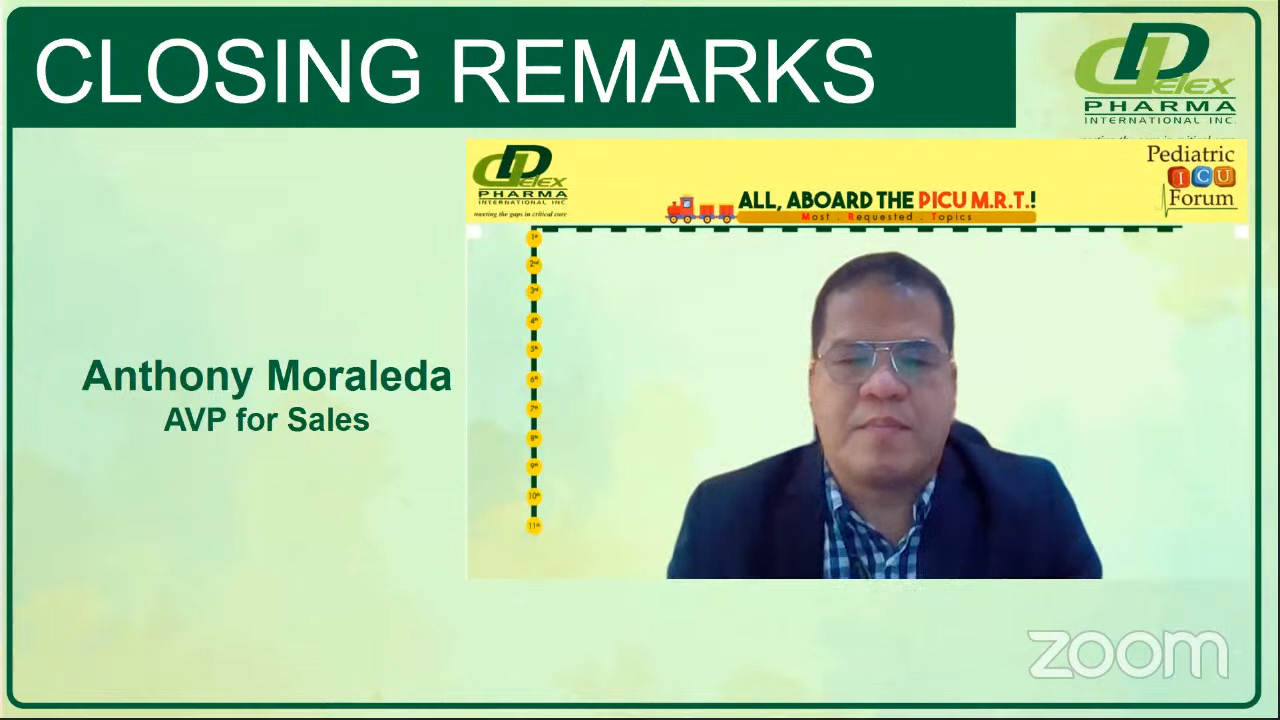 CLOSING REMARKS
Delex
PHARMA
INTERNATIONAL INC.
Delex
PHARMA
INTERNATIONAL INC
meeting the gaps in critical care
ALL, ABOARD THE PICU M.R.T.!
Most . Requested . Topics
Pediatric
ICU
Forum
1st
2nd
3rd
4th
5th
6th
7th
8th
9th
10th
11th
Anthony Moraleda
AVP for Sales
zoom